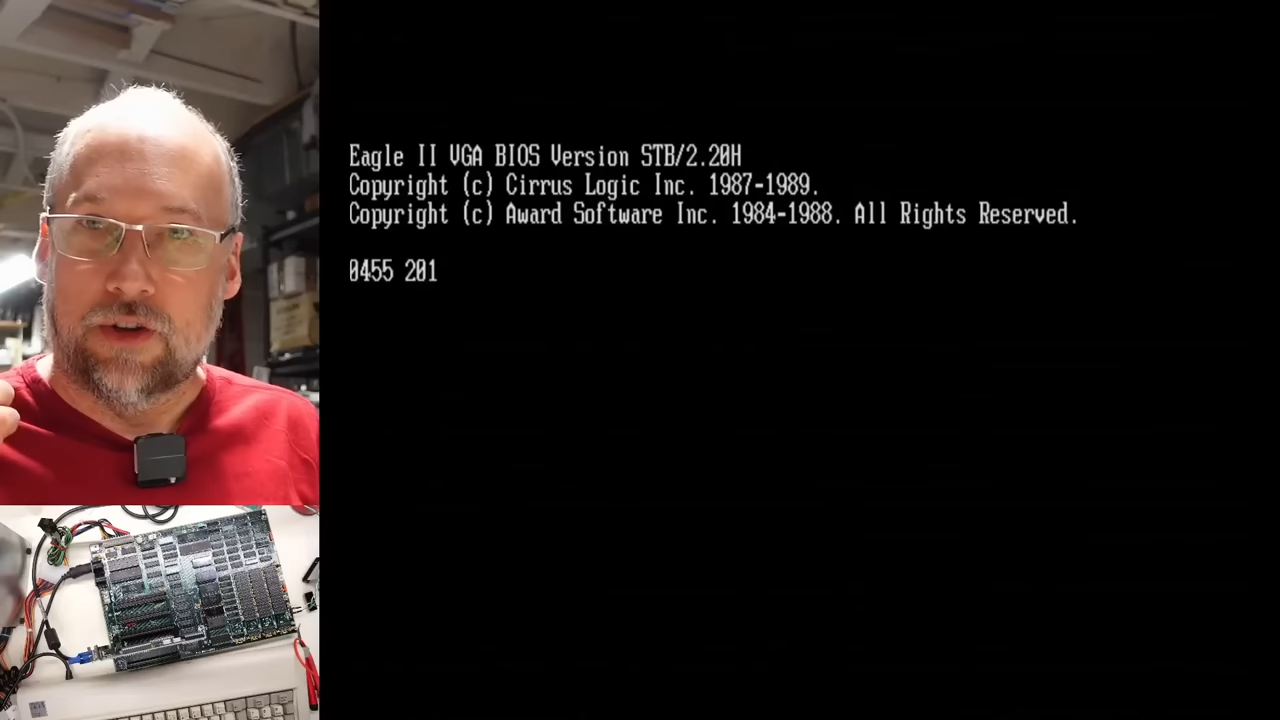 Eagle II VGA BIOS Version STB/2.20H
Copyright (c) Cirrus Logic Inc. 1987-1989.
Copyright (c) Award Software Inc. 1984-1988. All Rights Reserved.
0455 201